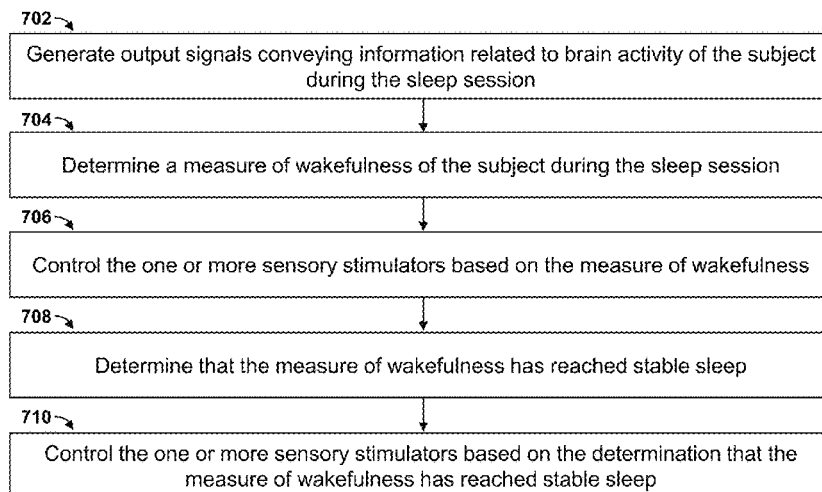 702
Generate output signals conveying information related to brain activity of the subject
during the sleep session
704
Determine a measure of wakefulness of the subject during the sleep session
706
Control the one or more sensory stimulators based on the measure of wakefulness
708
Determine that the measure of wakefulness has reached stable sleep
710
Control the one or more sensory stimulators based on the determination that the
measure of wakefulness has reached stable sleep